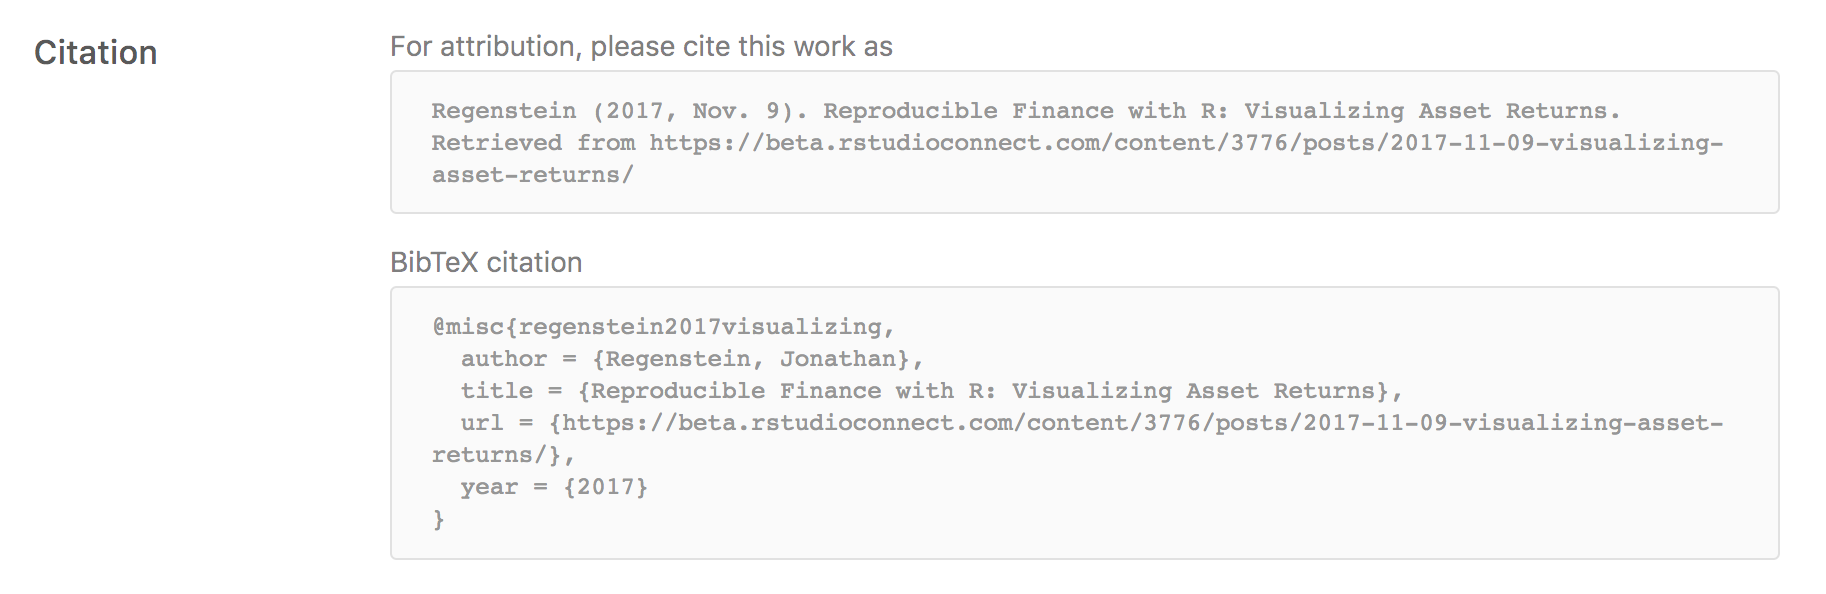 Citation
For attribution, please cite this work as
Regenstein (2017, Nov. 9). Reproducible Finance with R: Visualizing Asset Returns.
Retrieved from https://beta.rstudioconnect.com/content/3776/posts/2017-11-09-visualizing-
asset-returns/
BibTeX citation
@misc{regenstein2017visualizing,
  author = {Regenstein, Jonathan},
  title = {Reproducible Finance with R: Visualizing Asset Returns},
  url = {https://beta.rstudioconnect.com/content/3776/posts/2017-11-09-visualizing-asset-
returns/},
  year = {2017}
}